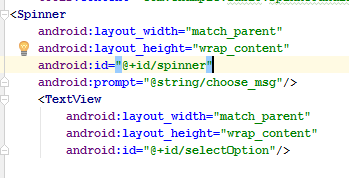 <Spinner
android:layout_width="match_parent"
android:layout_height="wrap_content"
android:id="@+id/spinner"
android:prompt="@string/choose_msg"/>
<TextView
android:layout_width="match_parent"
android:layout_height="wrap_content"
android:id="@+id/selectOption"/>